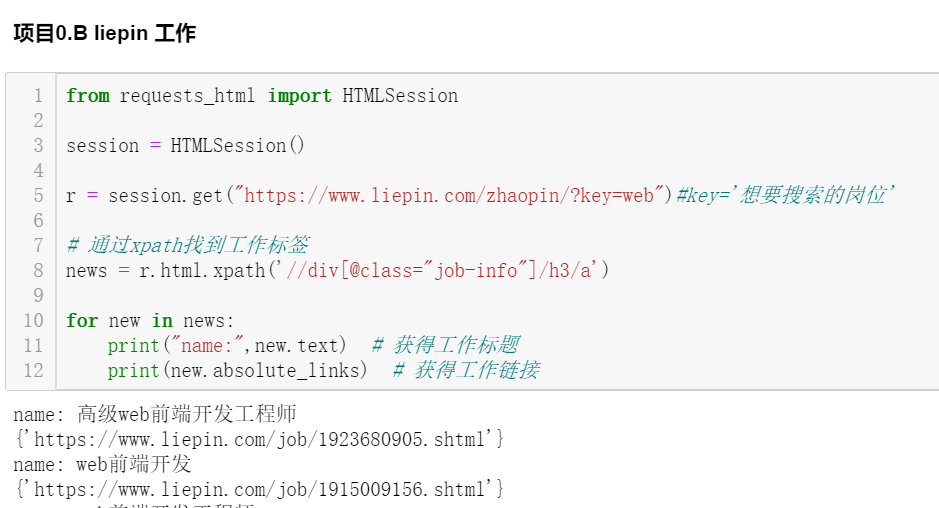 项目0.B liepin 工作
1 from requests_html import HTMLSession
2
3 session = HTMLSession()
4
5 r = session.get("https://www.liepin.com/zhaopin/?key=web")#key='想要搜索的岗位'
6
7 # 通过xpath找到工作标签
8 news = r.html.xpath('//div[@class="job-info"]/h3/a')
9
10 for new in news:
11     print("name:",new.text)  # 获得工作标题
12     print(new.absolute_links)  # 获得工作链接
name: 高级web前端开发工程师
{'https://www.liepin.com/job/1923680905.shtml'}
name: web前端开发
{'https://www.liepin.com/job/1915009156.shtml'}